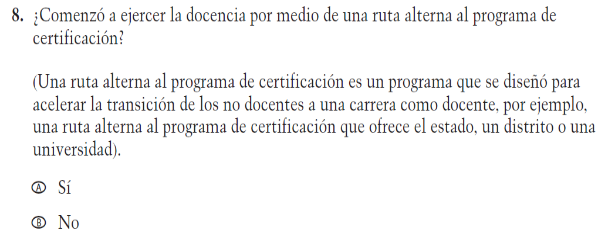 8. ¿Comenzó a ejercer la docencia por medio de una ruta alterna al programa de
certificación?
(Una ruta alterna al programa de certificación es un programa que se diseñó para
acelerar la transición de los no docentes a una carrera como docente, por ejemplo,
una ruta alterna al programa de certificación que ofrece el estado, un distrito o una
universidad).
Ⓐ Sí
Ⓑ No